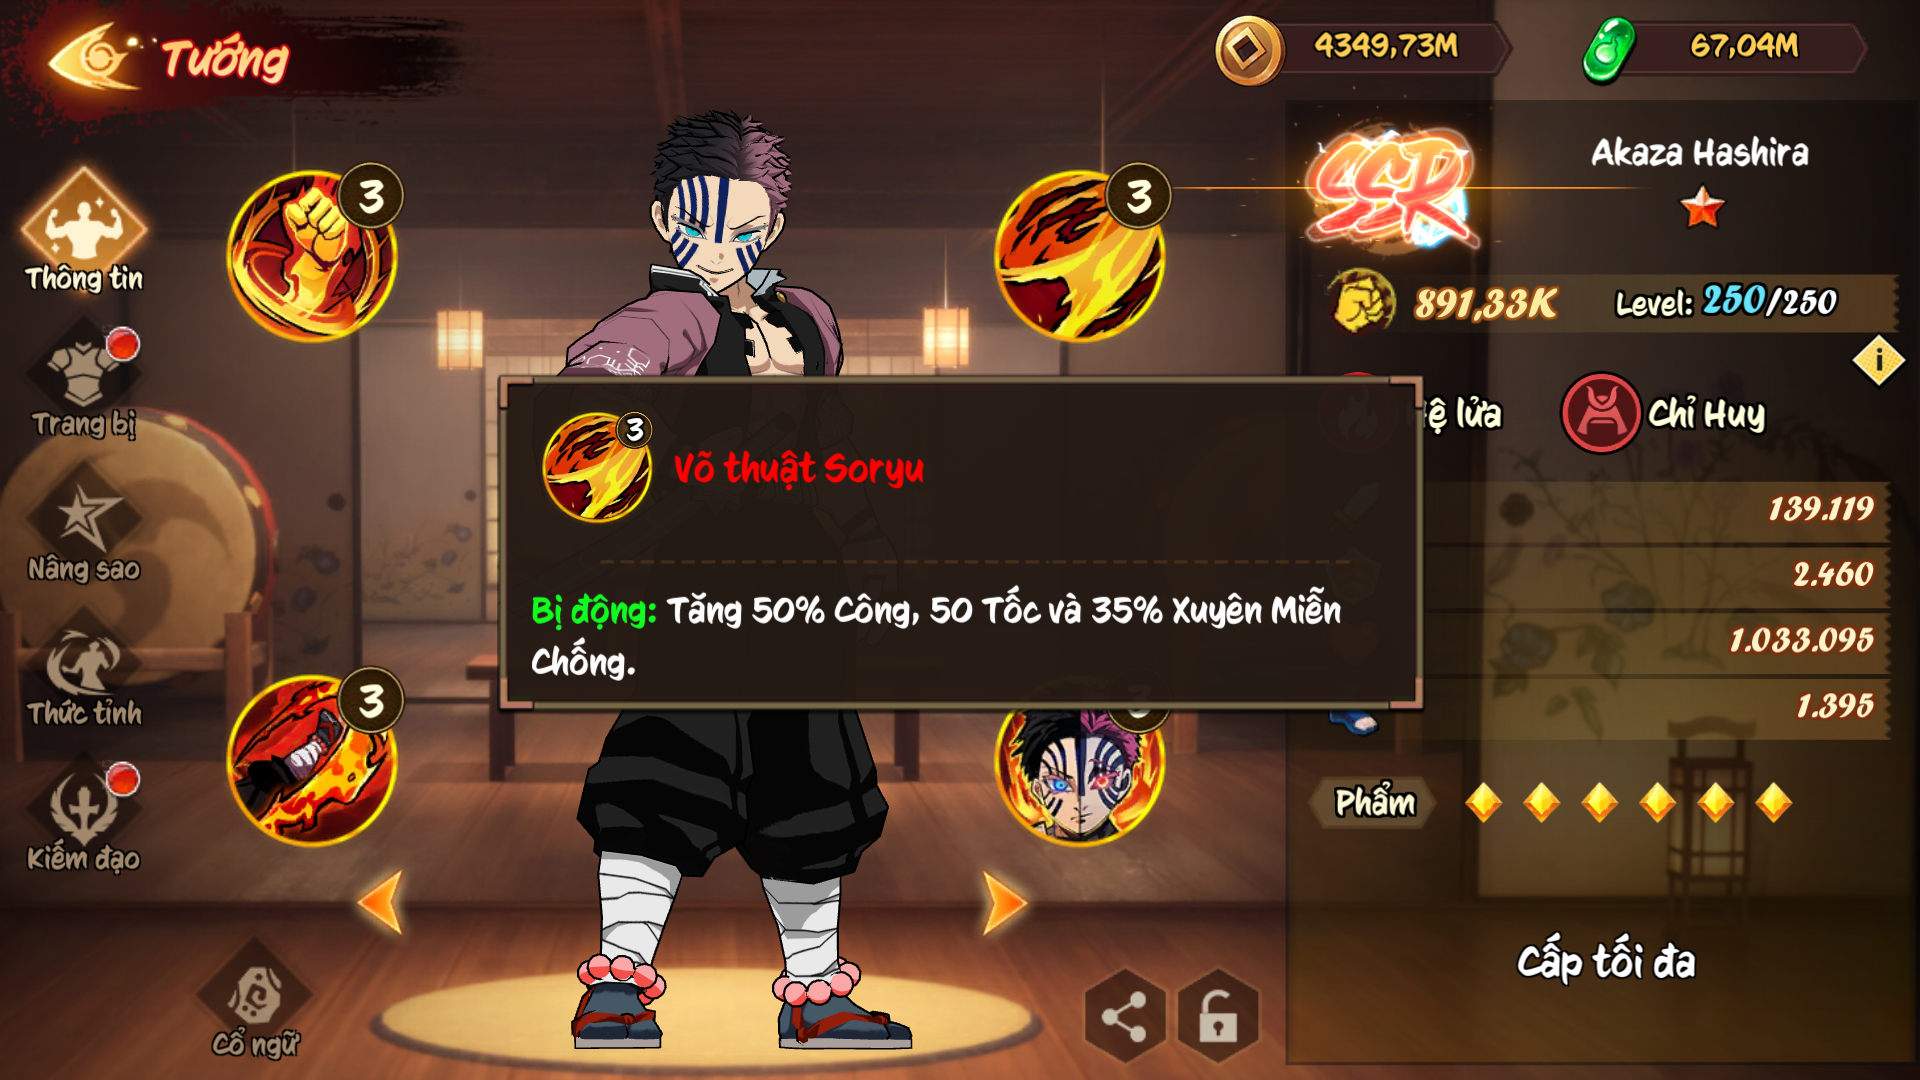 Tướng
4349,73M
67,04M
SSR
Akaza Hashira
3
3
Thông tin
891,33K
Level: 250/250
i
Trang bị
ệ lửa
Chỉ Huy
3
Võ thuật Soryu
139.119
Nâng sao
2.460
Bị động: Tăng 50% Công, 50 Tốc và 35% Xuyên Miễn
Chống.
1.033.095
3
Thức tỉnh
1.395
Phẩm
Kiếm đạo
Cấp tối đa
Cổ ngữ